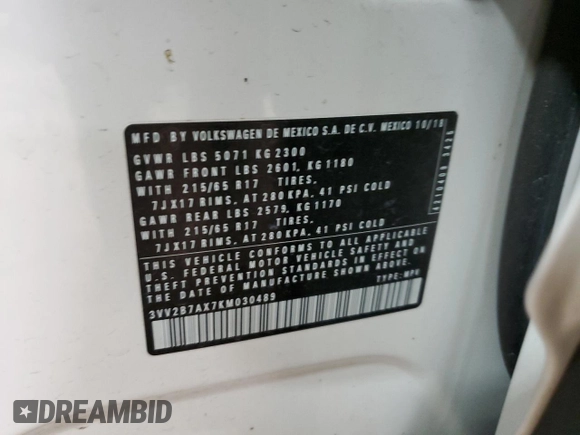 MFD BY VOLKSWAGEN DE MEXICO S.A. DE C.V. MEXICO 10/18
GVWR LBS 5071 KG 2300
GAWR FRONT LBS 2601, KG 1180
WITH 215/65 R17 TIRES.
7JX17 RIMS, AT 280 KPA, 41 PSI COLD
GAWR REAR LBS 2579, KG 1170
WITH 215/65 R17 TIRES.
7JX17 RIMS, AT 280 KPA, 41 PSI COLD
THIS VEHICLE CONFORMS TO ALL APPLICABLE
U.S. FEDERAL MOTOR VEHICLE SAFETY AND
THEFT PREVENTION STANDARDS IN EFFECT ON
THE DATE OF MANUFACTURE SHOWN ABOVE.
3VV2B7AX7KM030489 TYPE: MPV
DREAMBID